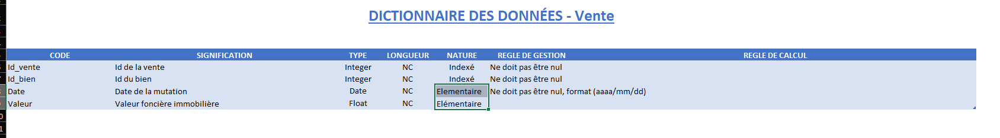 DICTIONNAIRE DES DONNÉES - Vente
CODE SIGNIFICATION TYPE LONGUEUR NATURE REGLE DE GESTION REGLE DE CALCUL
Id_vente Id de la vente Integer NC Indexé Ne doit pas être nul
Id_bien Id du bien Integer NC Indexé Ne doit pas être nul
Date Date de la mutation Date NC Elementaire Ne doit pas être nul, format (aaaa/mm/dd)
Valeur Valeur foncière immobilière Float NC Elémentaire